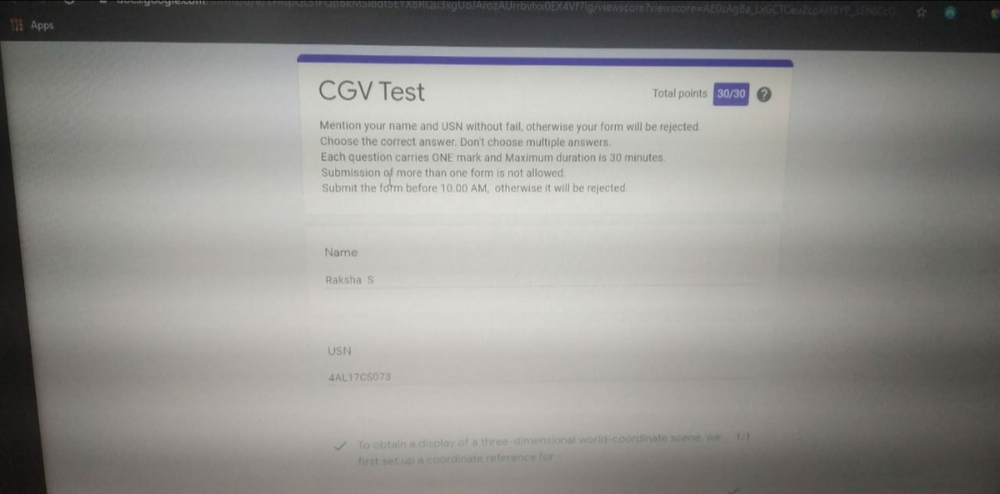 Apps
CGV Test
Total points 30/30
Mention your name and USN without fail, otherwise your form will be rejected.
Choose the correct answer. Don't choose multiple answers.
Each question carries ONE mark and Maximum duration is 30 minutes.
Submission of more than one form is not allowed.
Submit the form before 10.00 AM, otherwise it will be rejected
Name
Raksha S
USN
4AL17CS073
To obtain a display of a three-dimensional world-coordinate scene, we 1/1
first set up a coordinate reference for